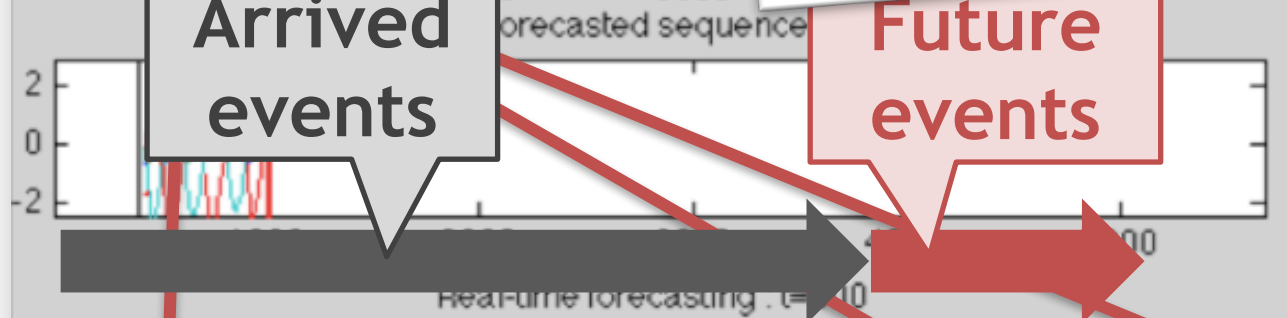 Arrived
events
Future
events
orecasted sequence
2
0
-2
Real-time forecasting : t=